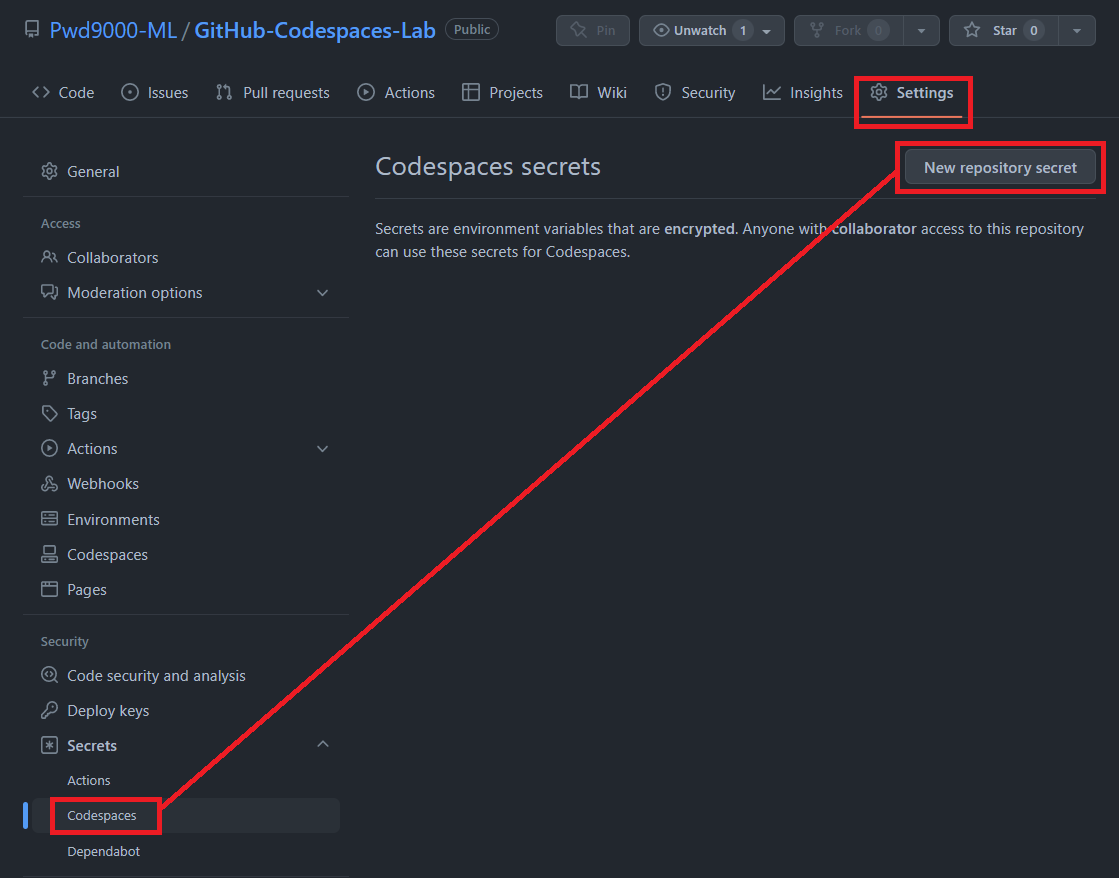 Pwd9000-ML / GitHub-Codespaces-Lab Public Pin Unwatch 1 Fork 0 Star 0
Code Issues Pull requests Actions Projects Wiki Security Insights Settings
General
Access
Collaborators
Moderation options
Code and automation
Branches
Tags
Actions
Webhooks
Environments
Codespaces
Pages
Security
Code security and analysis
Deploy keys
Secrets
Actions
Codespaces
Dependabot
Codespaces secrets New repository secret
Secrets are environment variables that are encrypted. Anyone with collaborator access to this repository
can use these secrets for Codespaces.